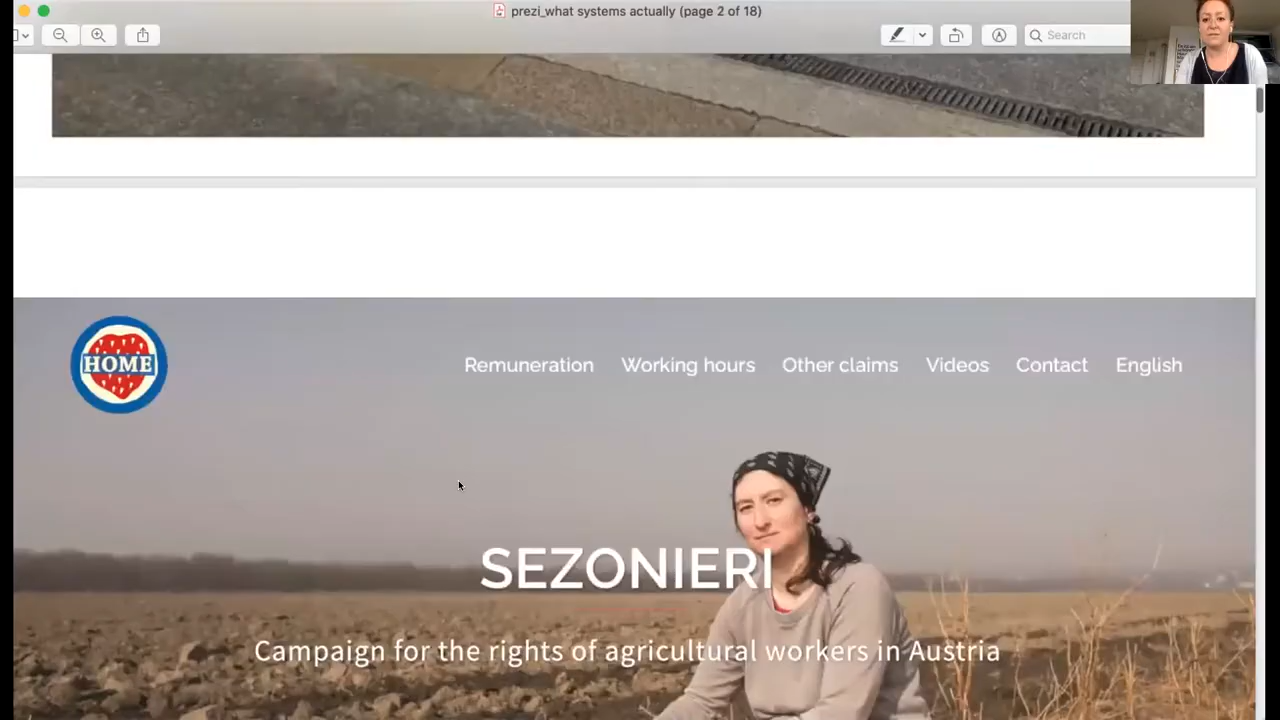 prezi_what systems actually (page 2 of 18)
Search
HOME
Remuneration Working hours Other claims Videos Contact English
SEZONIERI
Campaign for the rights of agricultural workers in Austria